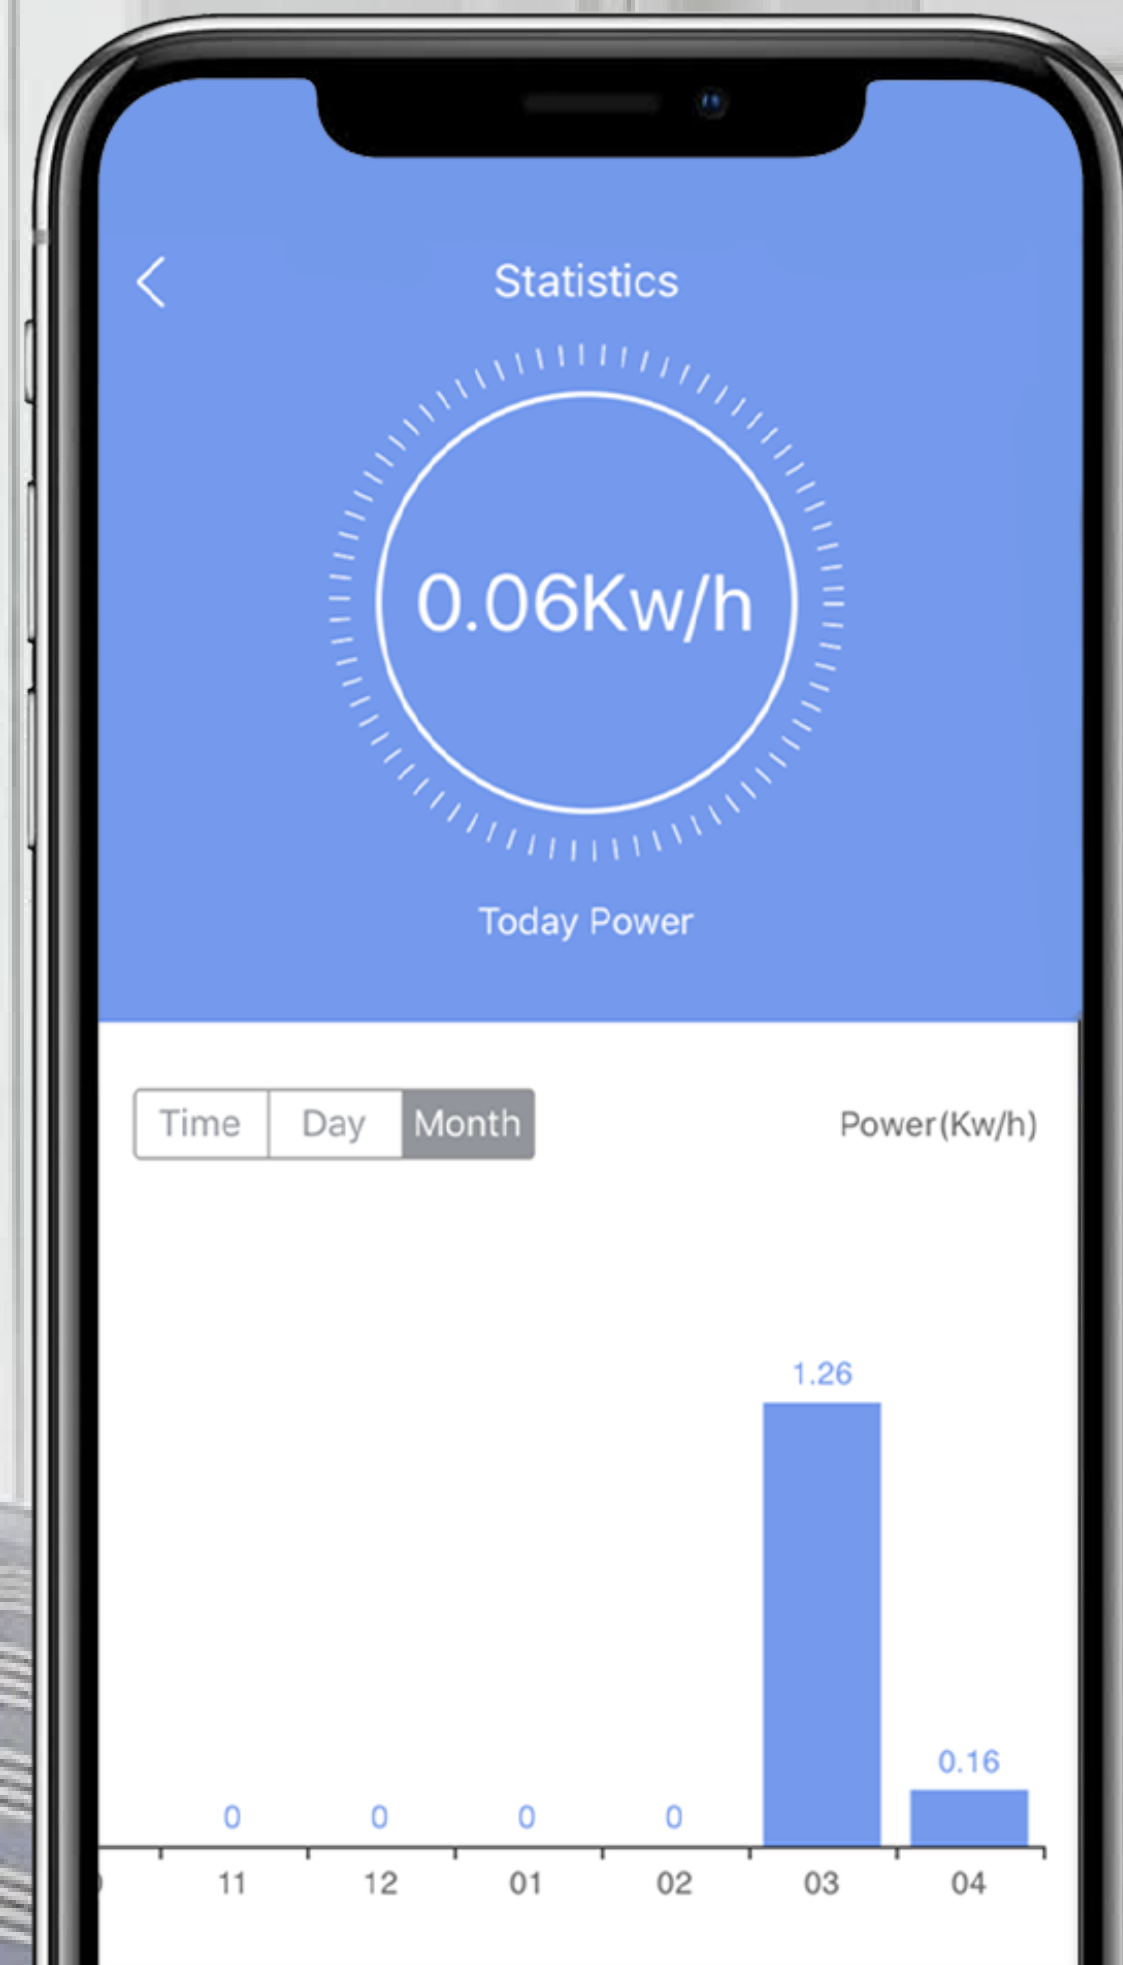 Statistics
0.06Kw/h
Today Power
Time Day Month Power(Kw/h)
1.26
0.16
0 0 0 0
11 12 01 02 03 04